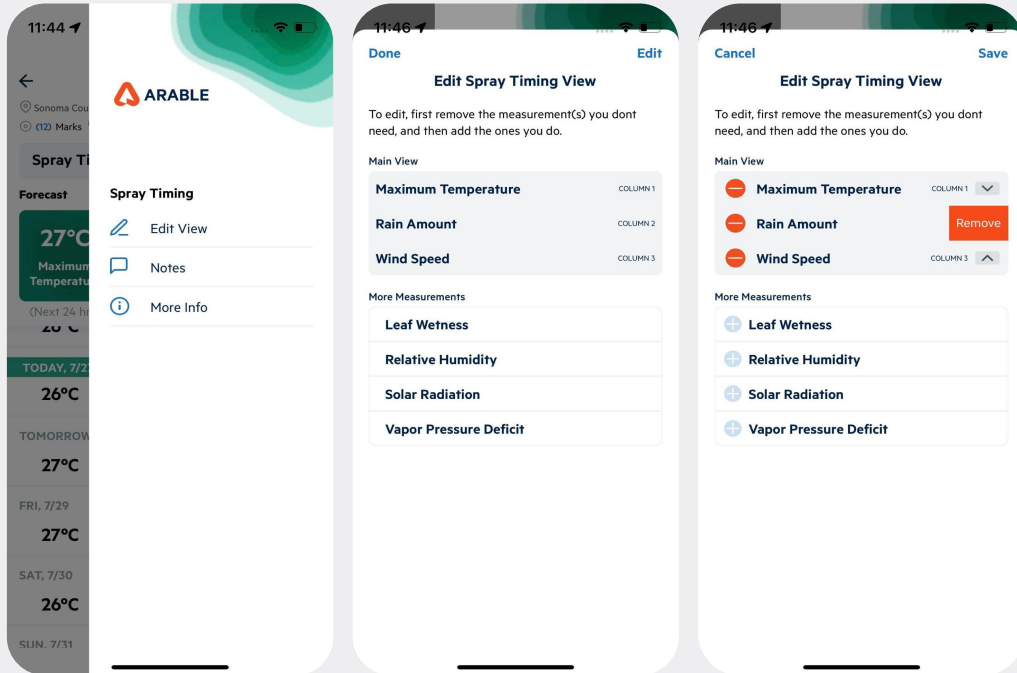 11:44
Sonoma Cou
(12) Marks
Spray Ti
Forecast
27°C
Maximum
Temperatu
(Next 24 hr
26°C
TODAY, 7/2
26°C
TOMORROW
27°C
FRI, 7/29
27°C
SAT, 7/30
26°C
SUN, 7/31
ARABLE
Spray Timing
Edit View
Notes
More Info
11:46
Done Edit
Edit Spray Timing View
To edit, first remove the measurement(s) you dont
need, and then add the ones you do.
Main View
Maximum Temperature COLUMN 1
Rain Amount COLUMN 2
Wind Speed COLUMN 3
More Measurements
Leaf Wetness
Relative Humidity
Solar Radiation
Vapor Pressure Deficit
11:46
Cancel Save
Edit Spray Timing View
To edit, first remove the measurement(s) you dont
need, and then add the ones you do.
Main View
Maximum Temperature COLUMN 1
Rain Amount Remove
Wind Speed COLUMN 3
More Measurements
Leaf Wetness
Relative Humidity
Solar Radiation
Vapor Pressure Deficit